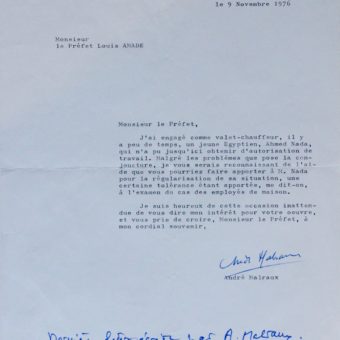 le 9 Novembre 1976
Monsieur
le Préfet Louis AMADE
Monsieur le Préfet,
J'ai engagé comme valet-chauffeur, il y
a peu de temps, un jeune Egyptien, Ahmed Nada,
qui n'a pu jusqu'ici obtenir d'autorisation de
travail. Malgré les problèmes que pose la con-
joncture, je vous serais reconnaissant de l'ai-
de que vous pourriez faire apporter à M. Nada
pour la régularisation de sa situation, une
certaine tolérance étant apportée, me dit-on,
à l'examen du cas des employés de maison.
Je suis heureux de cette occasion inatten-
due de vous dire mon intérêt pour votre oeuvre,
et vous prie de croire, Monsieur le Préfet, à
mon cordial souvenir,
André Malraux
André Malraux
Dernière lettre écrite par A. Malraux.